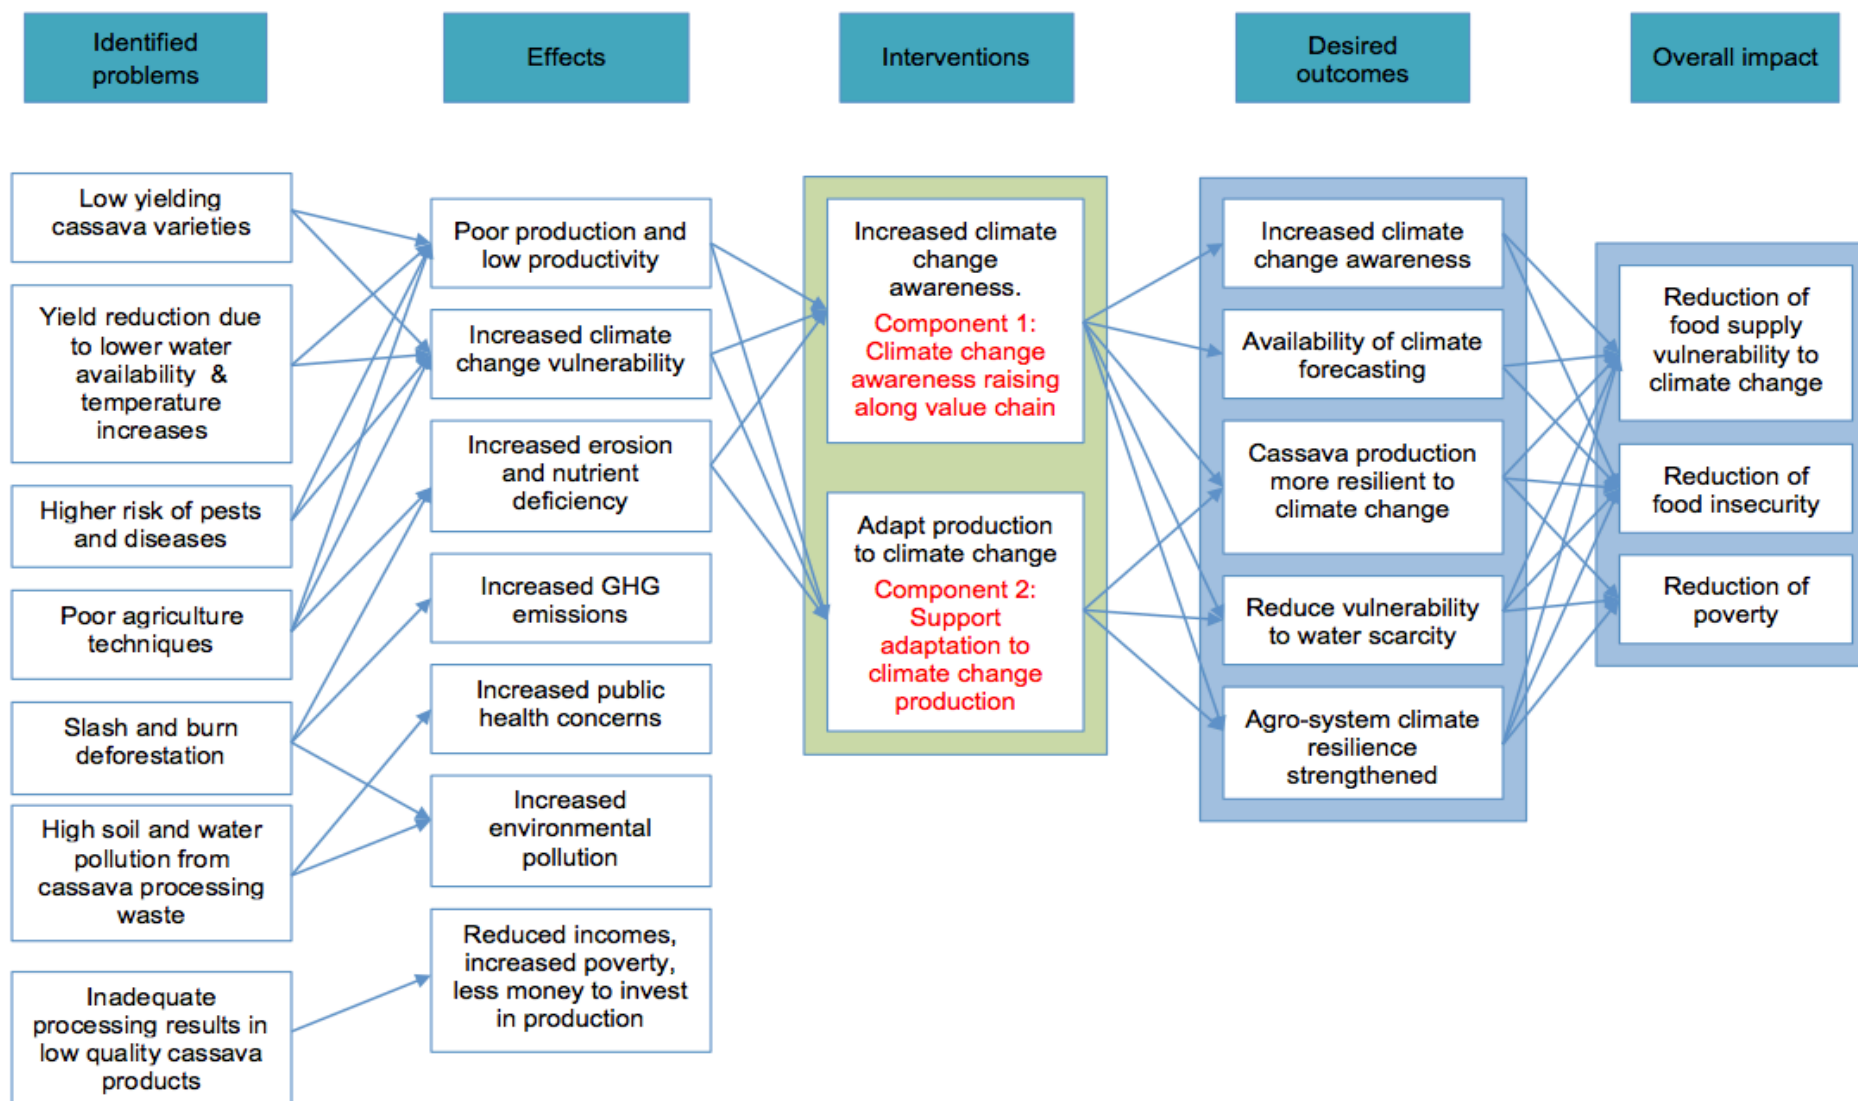 Identified
problems
Effects
Interventions
Desired
outcomes
Overall impact
Low yielding
cassava varieties
Yield reduction due
to lower water
availability &
temperature
increases
Higher risk of pests
and diseases
Poor agriculture
techniques
Slash and burn
deforestation
High soil and water
pollution from
cassava processing
waste
Inadequate
processing results in
low quality cassava
products
Poor production and
low productivity
Increased climate
change vulnerability
Increased erosion
and nutrient
deficiency
Increased GHG
emissions
Increased public
health concerns
Increased
environmental
pollution
Reduced incomes,
increased poverty,
less money to invest
in production
Increased climate
change
awareness.
Component 1:
Climate change
awareness raising
along value chain
Adapt production
to climate change
Component 2:
Support
adaptation to
climate change
production
Increased climate
change awareness
Availability of climate
forecasting
Cassava production
more resilient to
climate change
Reduce vulnerability
to water scarcity
Agro-system climate
resilience
strengthened
Reduction of
food supply
vulnerability to
climate change
Reduction of
food insecurity
Reduction of
poverty